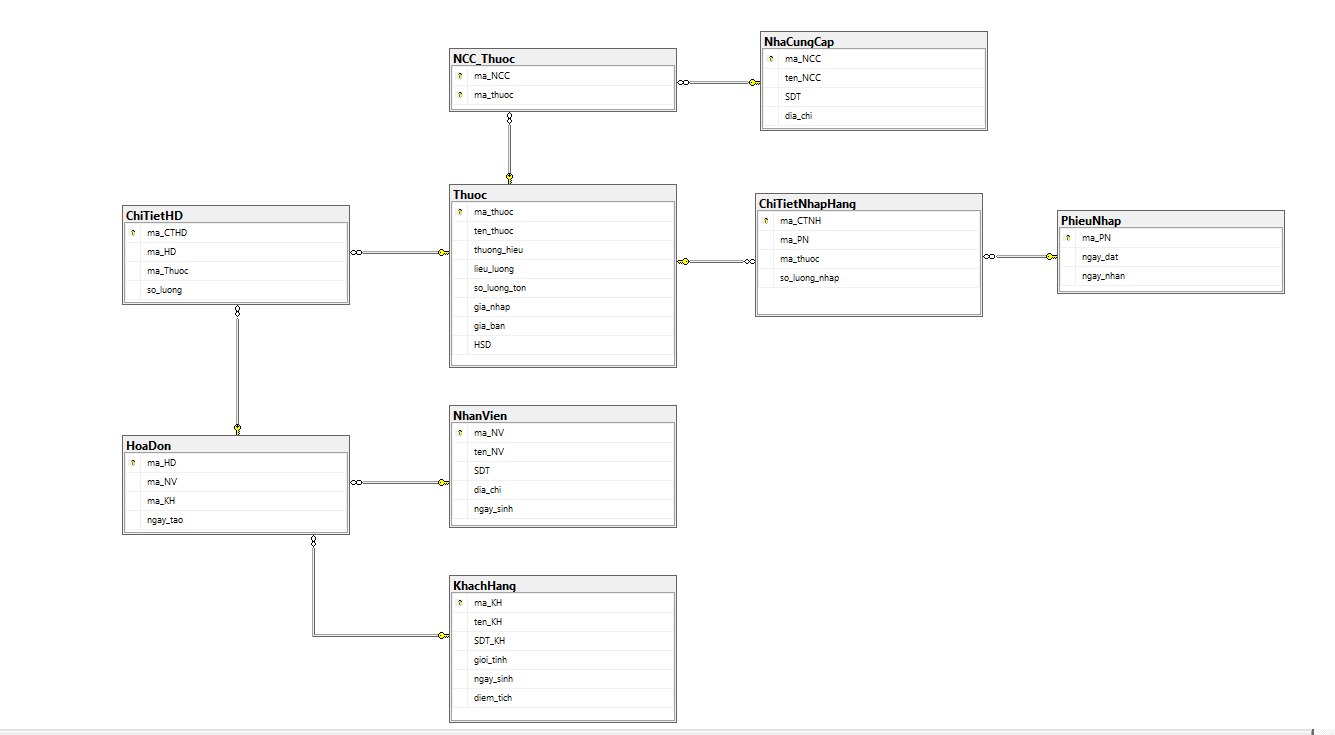 NCC_Thuoc
ma_NCC
ma_thuoc
NhaCungCap
ma_NCC
ten_NCC
SDT
dia_chi
ChiTietHD
ma_CTHD
ma_HD
ma_Thuoc
so_luong
Thuoc
ma_thuoc
ten_thuoc
thuong_hieu
lieu_luong
so_luong_ton
gia_nhap
gia_ban
HSD
ChiTietNhapHang
ma_CTNH
ma_PN
ma_thuoc
so_luong_nhap
PhieuNhap
ma_PN
ngay_dat
ngay_nhan
HoaDon
ma_HD
ma_NV
ma_KH
ngay_tao
NhanVien
ma_NV
ten_NV
SDT
dia_chi
ngay_sinh
KhachHang
ma_KH
ten_KH
SDT_KH
gioi_tinh
ngay_sinh
diem_tich